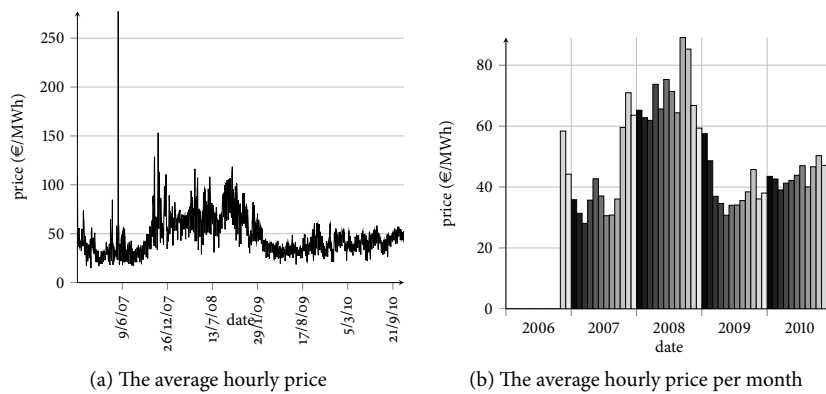 250
200
150
100
50
0
price (€/MWh)
9/6/07
26/12/07
13/7/08
29/1/09
17/8/09
5/3/10
21/9/10
date
(a) The average hourly price
80
60
40
20
0
price (€/MWh)
2006 2007 2008 2009 2010
date
(b) The average hourly price per month